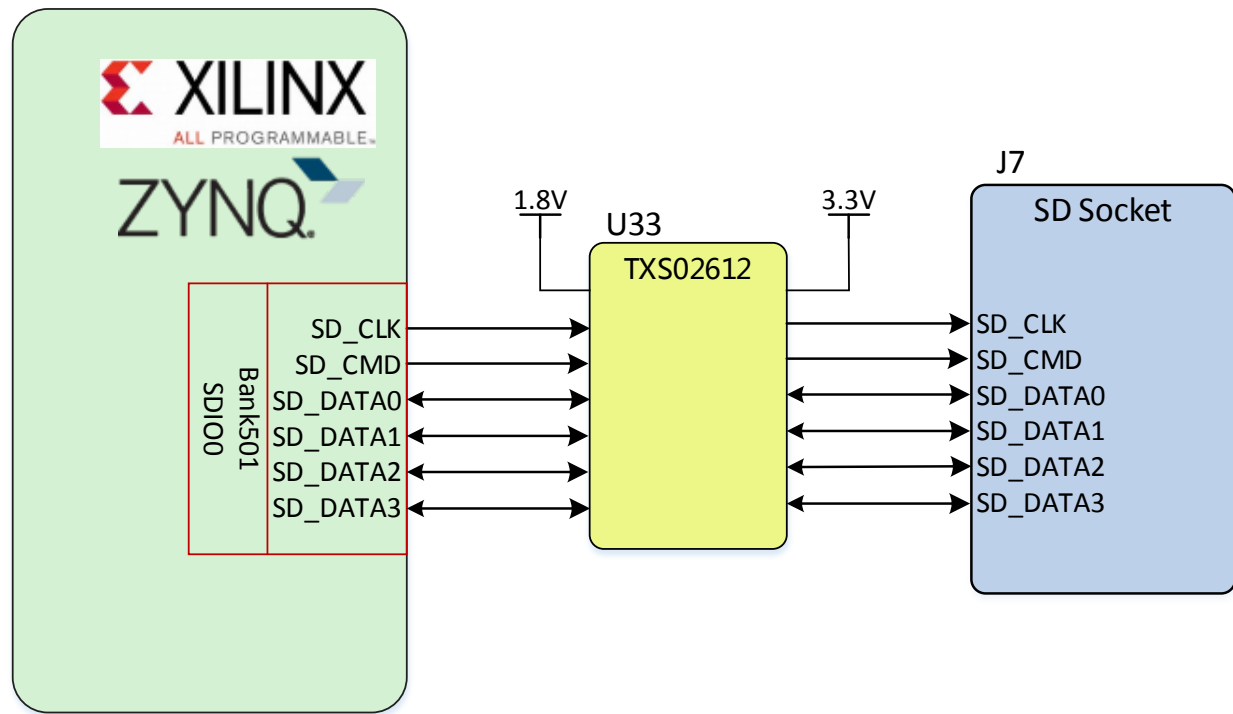 XILINX
ALL PROGRAMMABLE™
ZYNQ®
Bank501
SDIO0
SD_CLK
SD_CMD
SD_DATA0
SD_DATA1
SD_DATA2
SD_DATA3
1.8V
3.3V
U33
TXS02612
J7
SD Socket
SD_CLK
SD_CMD
SD_DATA0
SD_DATA1
SD_DATA2
SD_DATA3